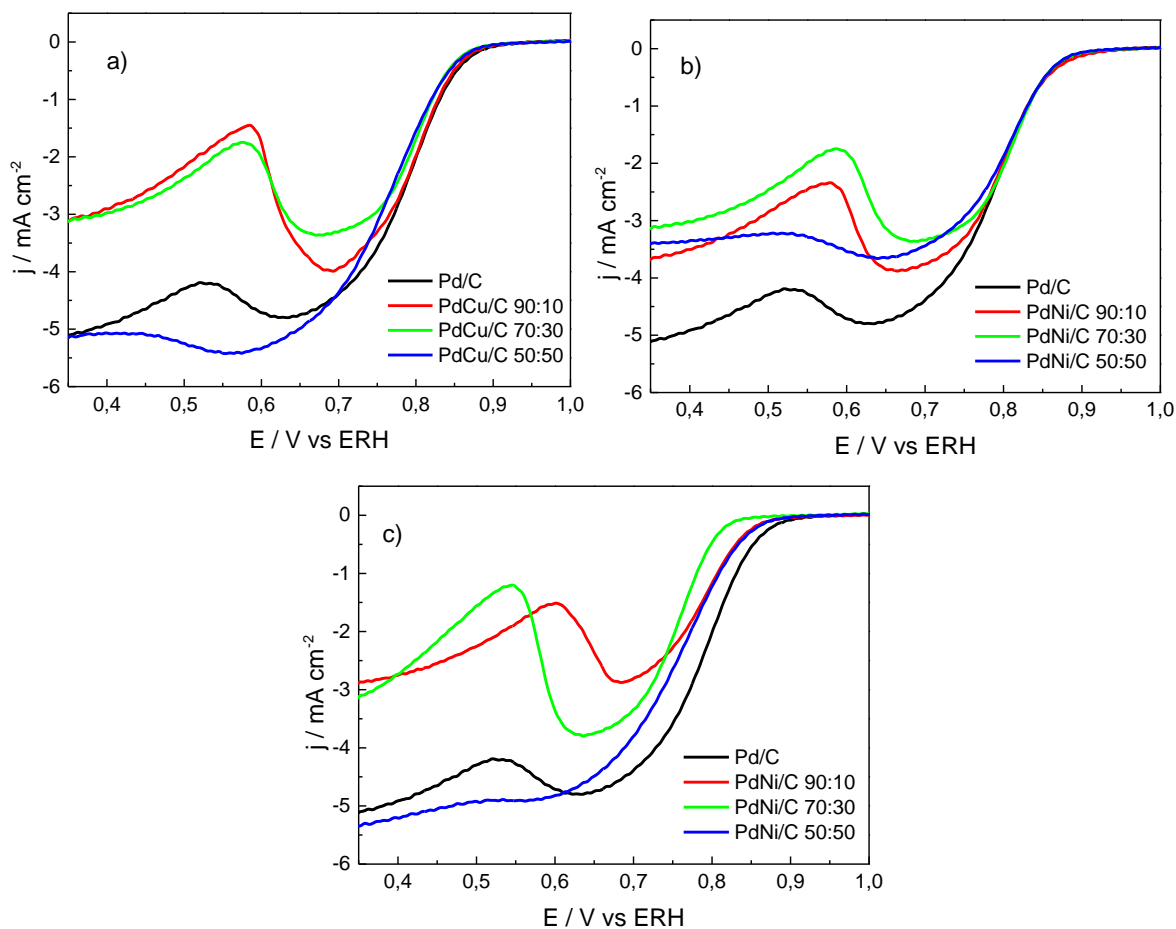 a)
0
-1
-2
-3
-4
-5
-6
j / mA cm-2
0,4 0,5 0,6 0,7 0,8 0,9 1,0
E / V vs ERH
Pd/C
PdCu/C 90:10
PdCu/C 70:30
PdCu/C 50:50
b)
0
-1
-2
-3
-4
-5
-6
j / mA cm-2
0,4 0,5 0,6 0,7 0,8 0,9 1,0
E / V vs ERH
Pd/C
PdNi/C 90:10
PdNi/C 70:30
PdNi/C 50:50
c)
0
-1
-2
-3
-4
-5
-6
j / mA cm-2
0,4 0,5 0,6 0,7 0,8 0,9 1,0
E / V vs ERH
Pd/C
PdNi/C 90:10
PdNi/C 70:30
PdNi/C 50:50